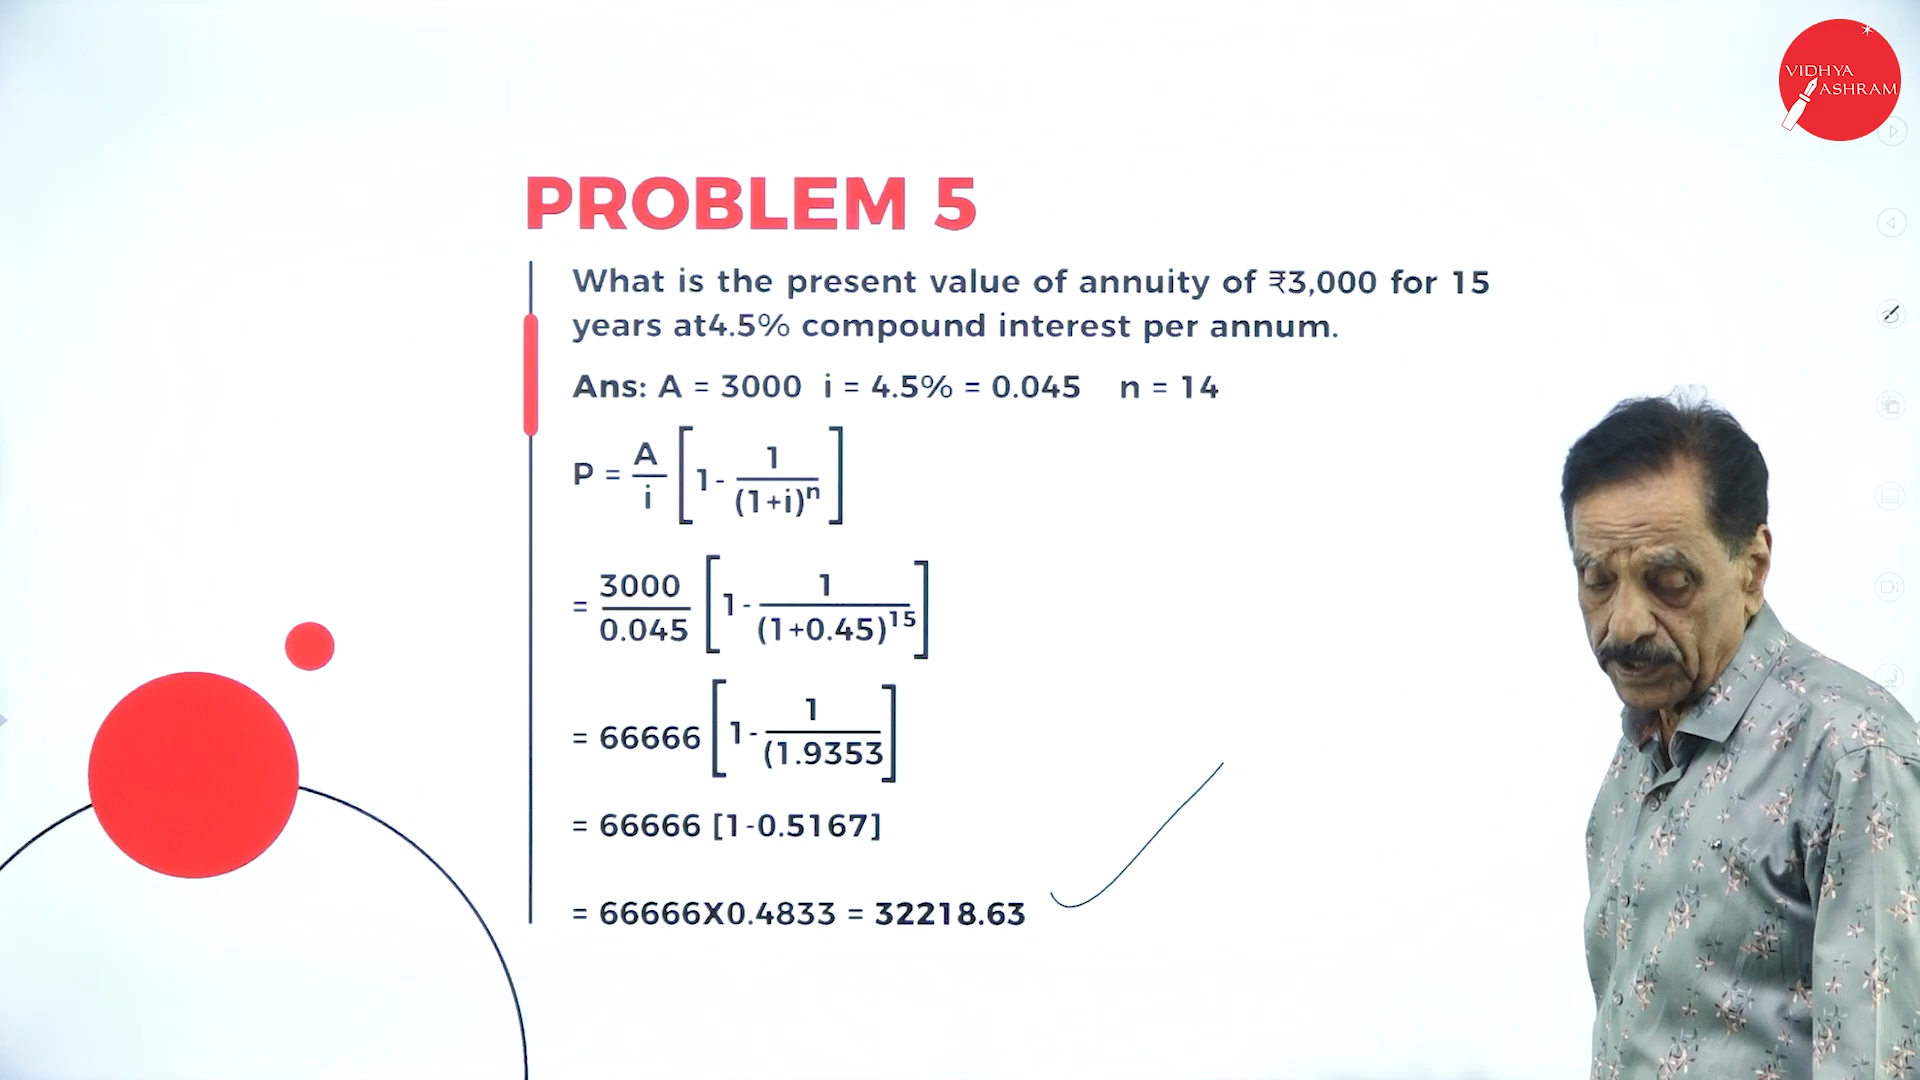 VIDHYA
ASHRAM
PROBLEM 5
What is the present value of annuity of ₹3,000 for 15
years at4.5% compound interest per annum.
Ans: A = 3000 i = 4.5% = 0.045 n = 14
P = A/i [1- 1/(1+i)ⁿ]
= 3000/0.045 [1- 1/(1+0.45)¹⁵]
= 66666 [1- 1/(1.9353]
= 66666 [1-0.5167]
= 66666X0.4833 = 32218.63